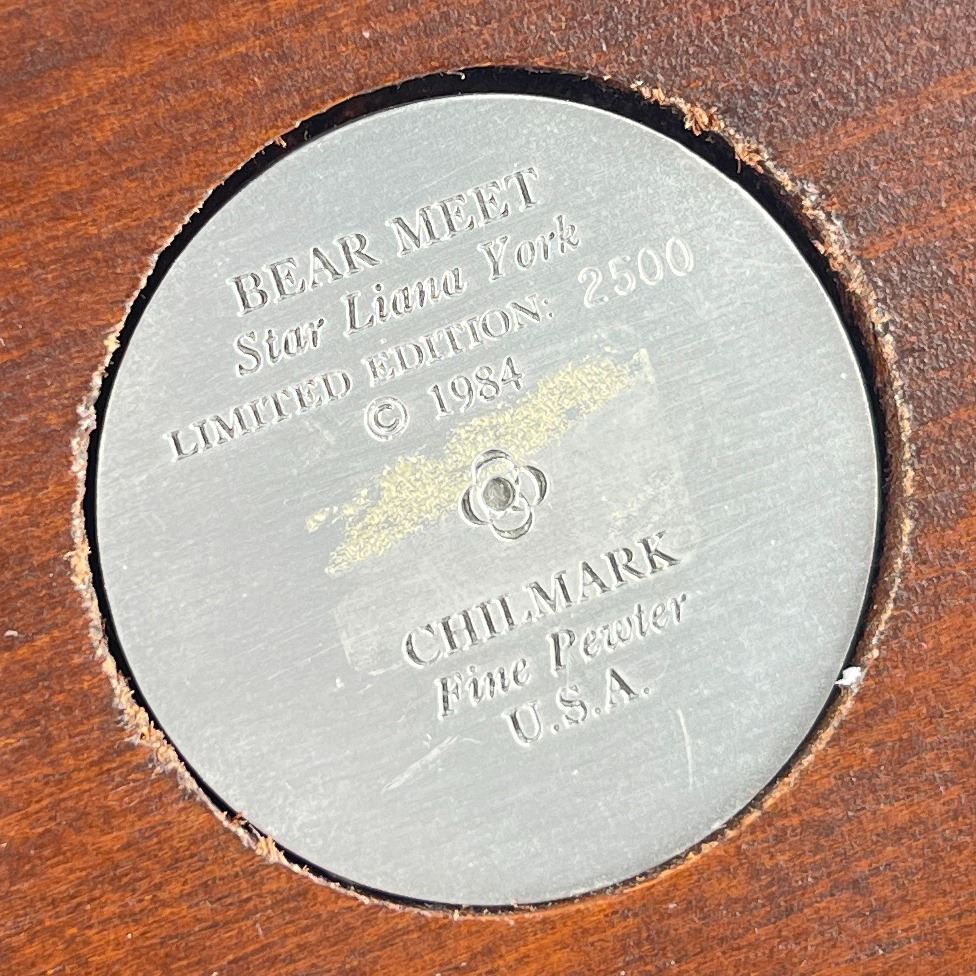 BEAR MEET
Star Liana York
LIMITED EDITION: 2500
© 1984
CHILMARK
Fine Pewter
U.S.A.